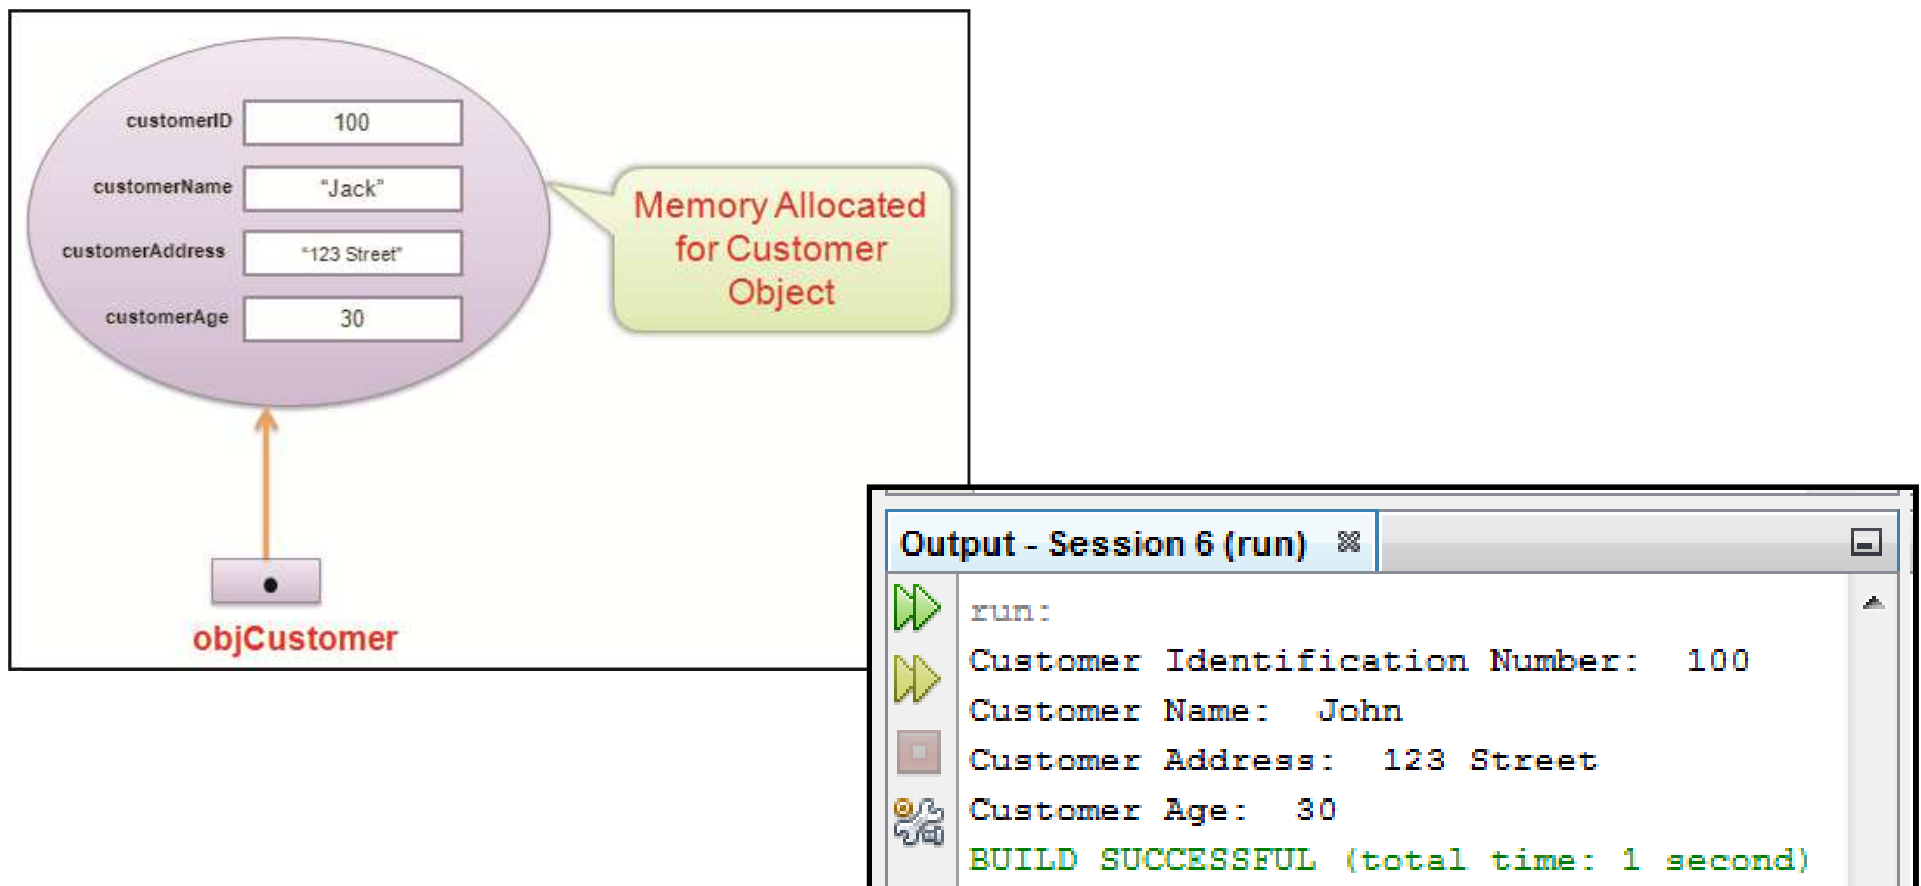 customerID 100
customerName "Jack"
customerAddress "123 Street"
customerAge 30
Memory Allocated
for Customer
Object
objCustomer
Output - Session 6 (run)
run:
Customer Identification Number:  100
Customer Name:  John
Customer Address:  123 Street
Customer Age:  30
BUILD SUCCESSFUL (total time: 1 second)